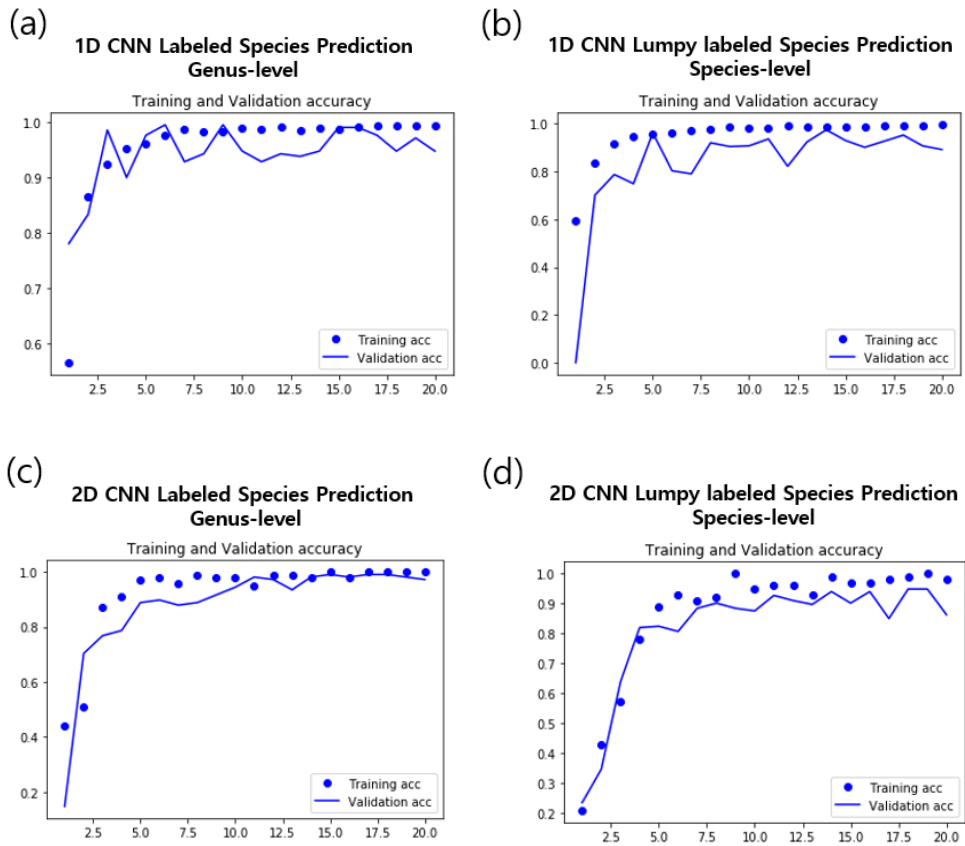 (a)
1D CNN Labeled Species Prediction
Genus-level
Training and Validation accuracy
1.0
0.9
0.8
0.7
0.6
Training acc
Validation acc
2.5 5.0 7.5 10.0 12.5 15.0 17.5 20.0
(b)
1D CNN Lumpy labeled Species Prediction
Species-level
Training and Validation accuracy
1.0
0.8
0.6
0.4
0.2
0.0
Training acc
Validation acc
2.5 5.0 7.5 10.0 12.5 15.0 17.5 20.0
(c)
2D CNN Labeled Species Prediction
Genus-level
Training and Validation accuracy
1.0
0.8
0.6
0.4
0.2
Training acc
Validation acc
2.5 5.0 7.5 10.0 12.5 15.0 17.5 20.0
(d)
2D CNN Lumpy labeled Species Prediction
Species-level
Training and Validation accuracy
1.0
0.9
0.8
0.7
0.6
0.5
0.4
0.3
0.2
Training acc
Validation acc
2.5 5.0 7.5 10.0 12.5 15.0 17.5 20.0